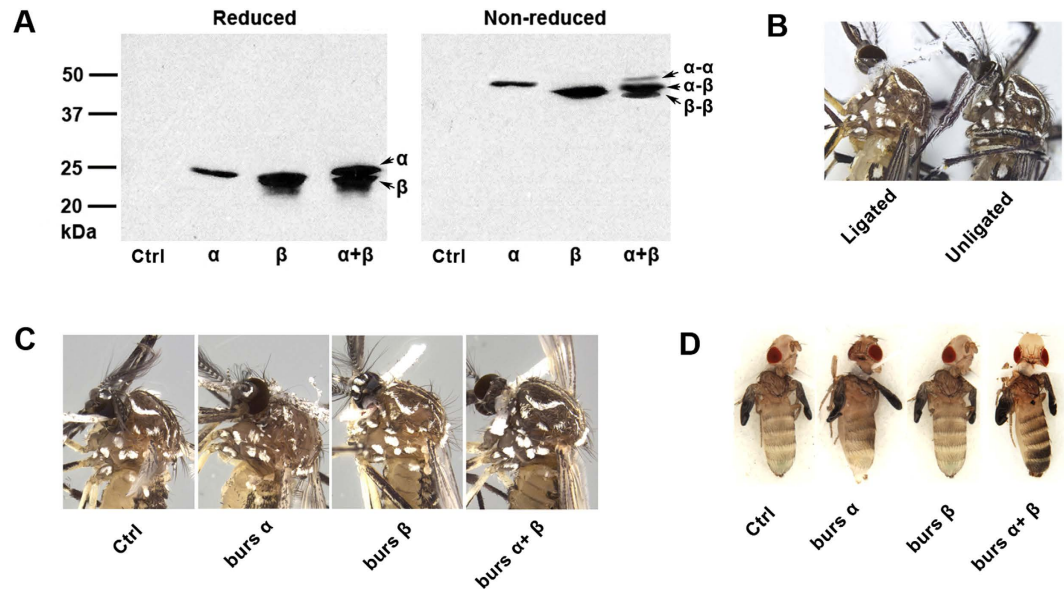 A
Reduced
Non-reduced
50
37
25
20
kDa
α
β
α-α
α-β
β-β
Ctrl
α
β
α+β
Ctrl
α
β
α+β
B
Ligated
Unligated
C
Ctrl
burs α
burs β
burs α+ β
D
Ctrl
burs α
burs β
burs α+ β